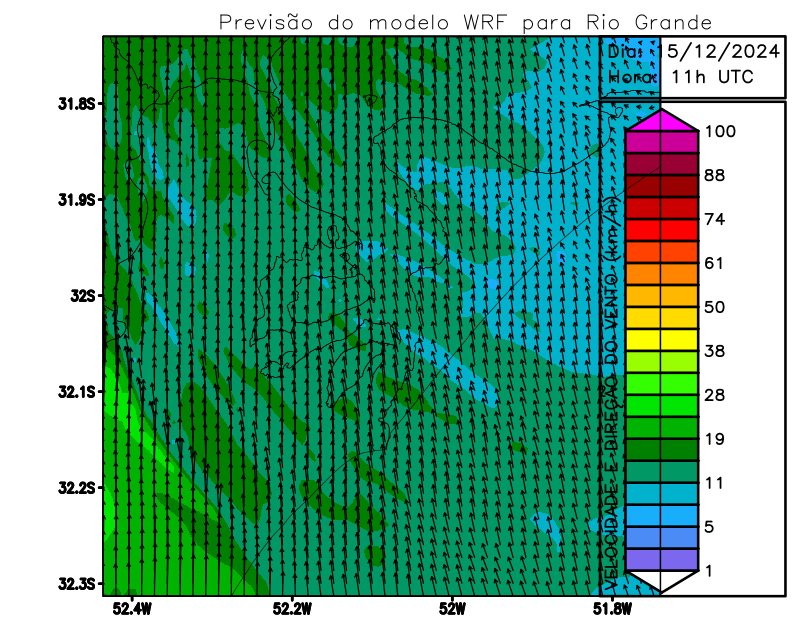 Previsão do modelo WRF para Rio Grande
Dia: 15/12/2024
Hora: 11h UTC
31.8S
31.9S
32S
32.1S
32.2S
32.3S
52.4W
52.2W
52W
51.8W
VELOCIDADE E DIREÇÃO DO VENTO (km/h)
100
88
74
61
50
38
28
19
11
5
1